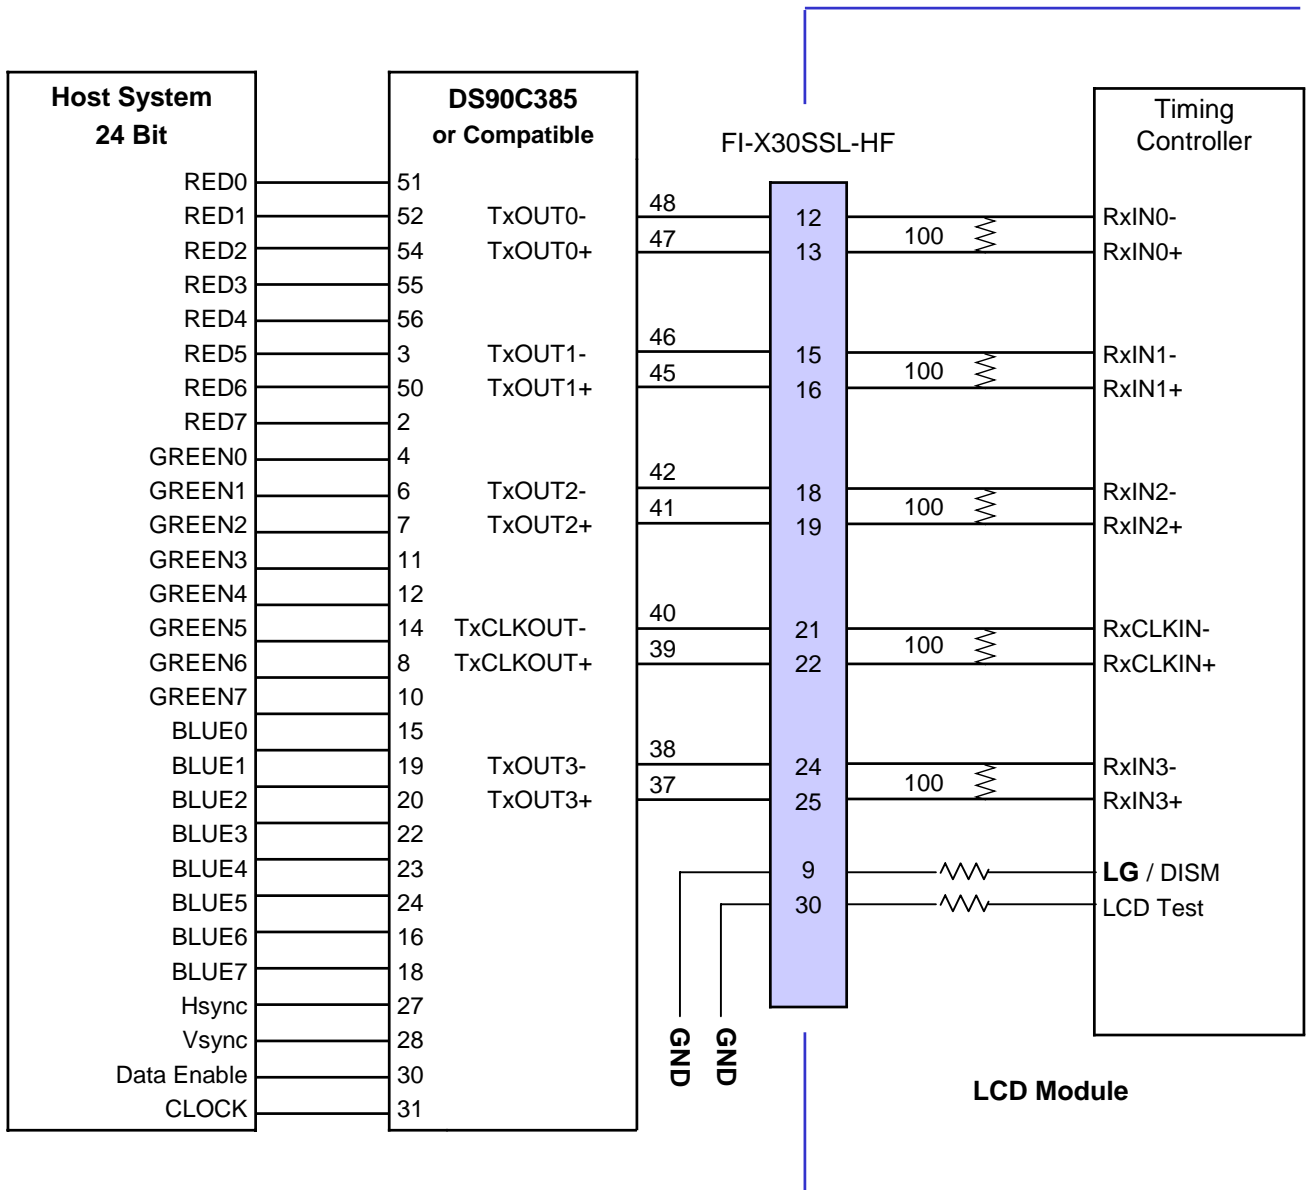 Host System
24 Bit
DS90C385
or Compatible
FI-X30SSL-HF
Timing
Controller
RED0 51
RED1 52 TxOUT0- 48 12 RxIN0-
100
RED2 54 TxOUT0+ 47 13 RxIN0+
RED3 55
RED4 56
RED5 3 TxOUT1- 46 15 RxIN1-
100
RED6 50 TxOUT1+ 45 16 RxIN1+
RED7 2
GREEN0 4
GREEN1 6 TxOUT2- 42 18 RxIN2-
100
GREEN2 7 TxOUT2+ 41 19 RxIN2+
GREEN3 11
GREEN4 12
GREEN5 14 TxCLKOUT- 40 21 RxCLKIN-
100
GREEN6 8 TxCLKOUT+ 39 22 RxCLKIN+
GREEN7 10
BLUE0 15
BLUE1 19 TxOUT3- 38 24 RxIN3-
100
BLUE2 20 TxOUT3+ 37 25 RxIN3+
BLUE3 22
BLUE4 23 9 LG / DISM
BLUE5 24 30 LCD Test
BLUE6 16
BLUE7 18
Hsync 27
Vsync 28
Data Enable 30
CLOCK 31
GND
GND
LCD Module